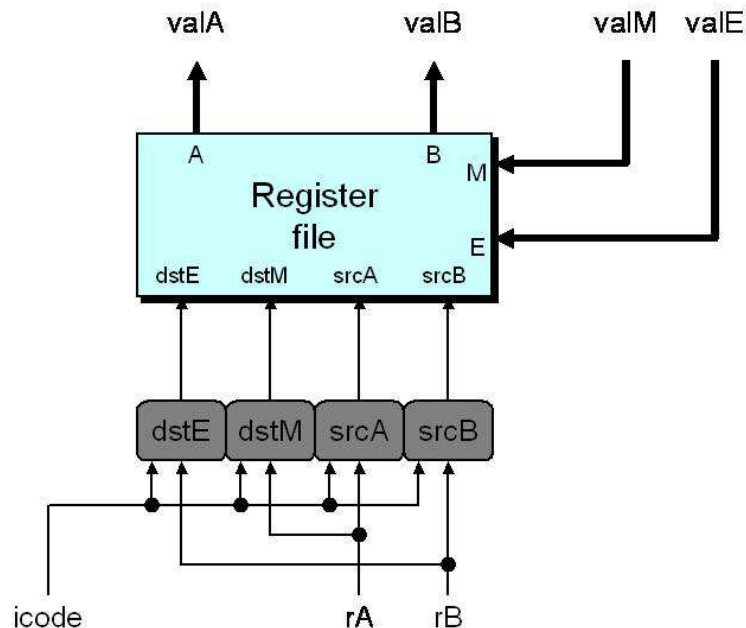 valA valB valM valE
A B
M
Register
file
E
dstE dstM srcA srcB
dstE dstM srcA srcB
icode rA rB